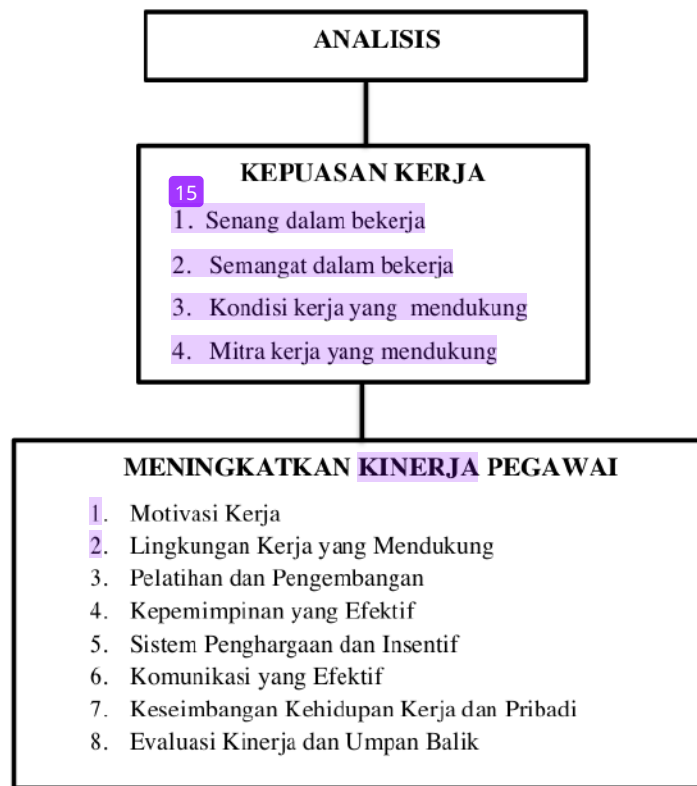 ANALISIS
KEPUASAN KERJA
15
1. Senang dalam bekerja
2. Semangat dalam bekerja
3. Kondisi kerja yang mendukung
4. Mitra kerja yang mendukung
MENINGKATKAN KINERJA PEGAWAI
1. Motivasi Kerja
2. Lingkungan Kerja yang Mendukung
3. Pelatihan dan Pengembangan
4. Kepemimpinan yang Efektif
5. Sistem Penghargaan dan Insentif
6. Komunikasi yang Efektif
7. Keseimbangan Kehidupan Kerja dan Pribadi
8. Evaluasi Kinerja dan Umpan Balik